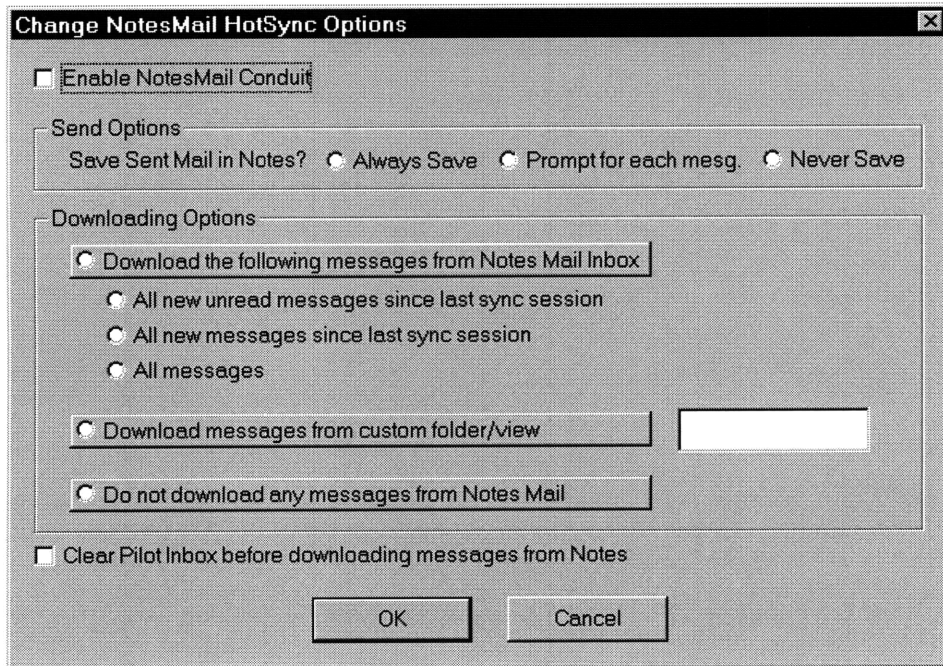 Change NotesMail HotSync Options
Enable NotesMail Conduit
Send Options
Save Sent Mail in Notes? Always Save Prompt for each mesg. Never Save
Downloading Options
Download the following messages from Notes Mail Inbox
All new unread messages since last sync session
All new messages since last sync session
All messages
Download messages from custom folder/view
Do not download any messages from Notes Mail
Clear Pilot Inbox before downloading messages from Notes
OK Cancel